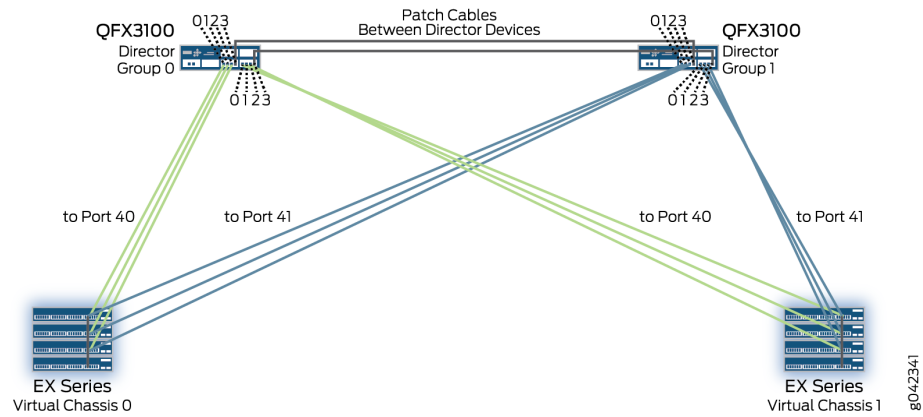 Patch Cables
Between Director Devices
QFX3100
Director
Group 0
0123
0123
QFX3100
Director
Group 1
0123
0123
to Port 40
to Port 41
to Port 40
to Port 41
EX Series
Virtual Chassis 0
EX Series
Virtual Chassis 1
g042341